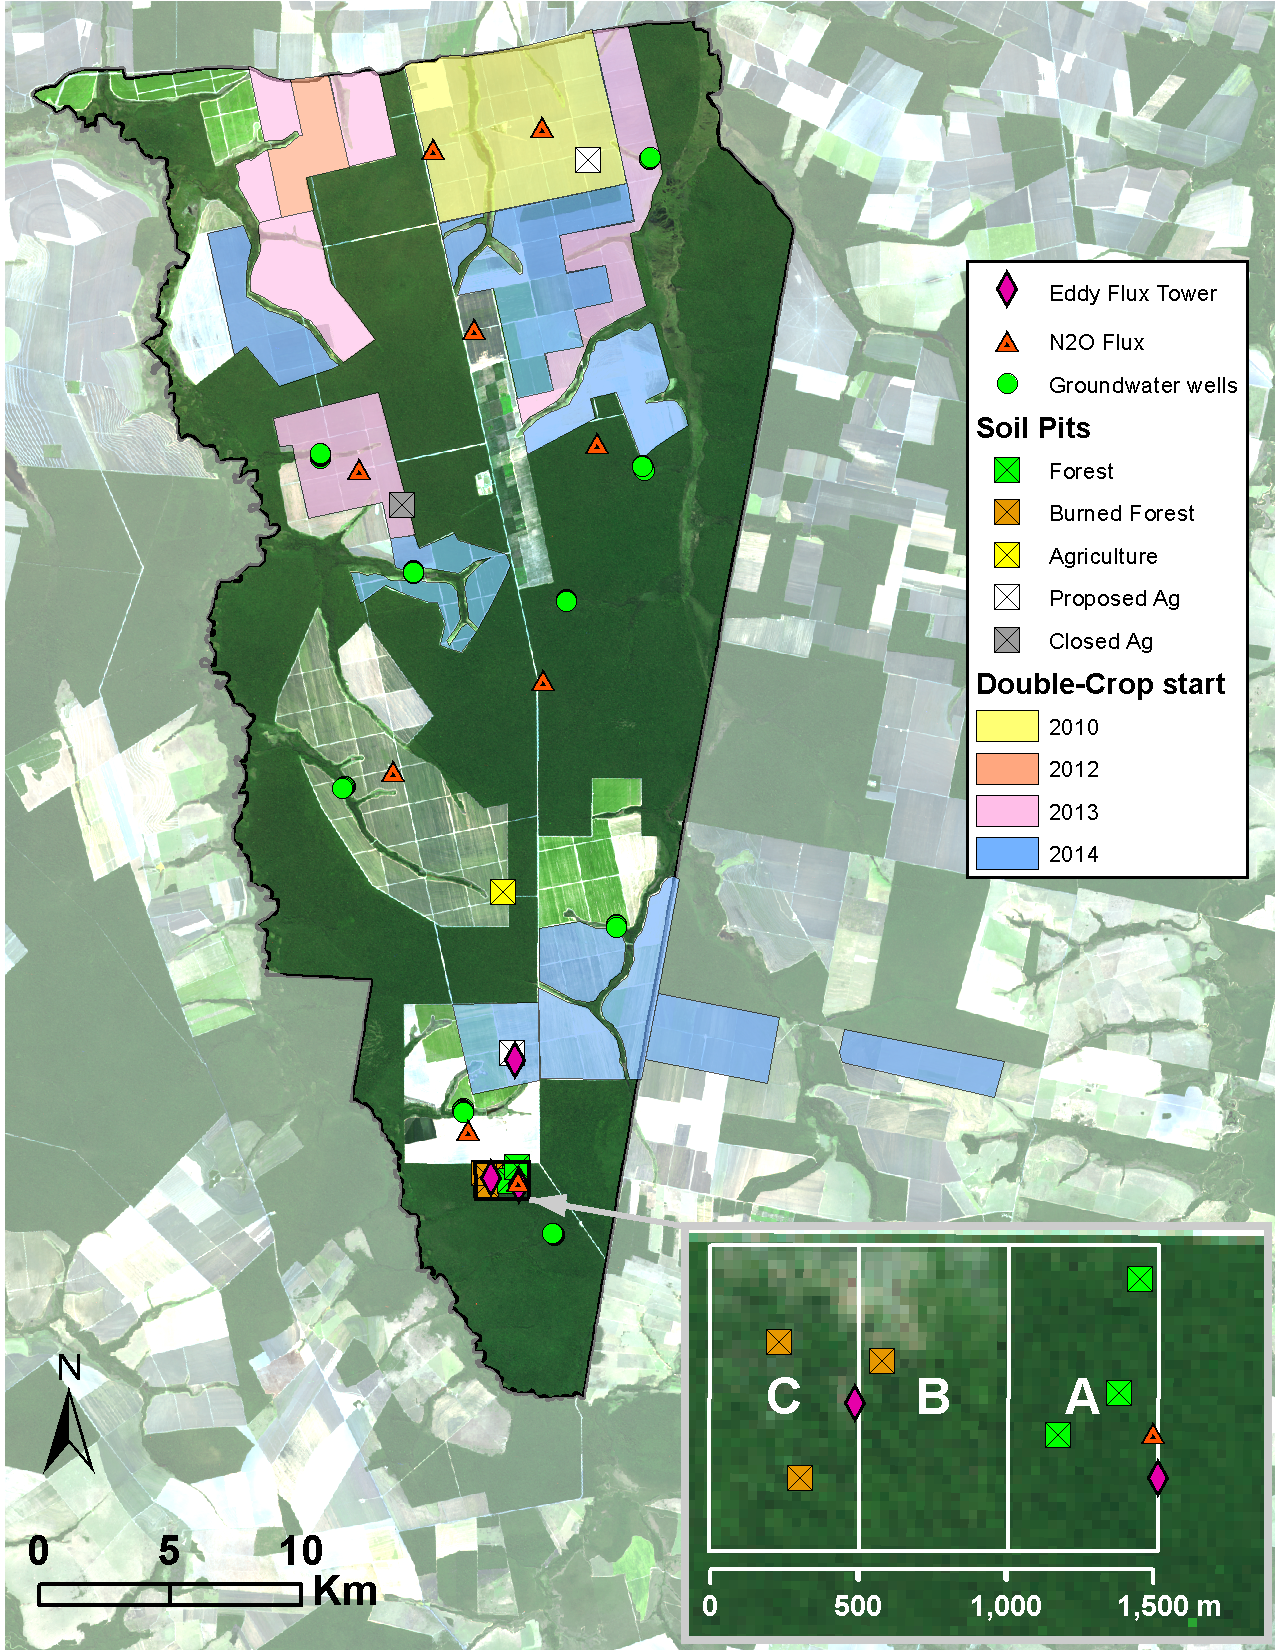 Eddy Flux Tower
N2O Flux
Groundwater wells
Soil Pits
Forest
Burned Forest
Agriculture
Proposed Ag
Closed Ag
Double-Crop start
2010
2012
2013
2014
N
0 5 10
Km
C B A
0 500 1,000 1,500 m